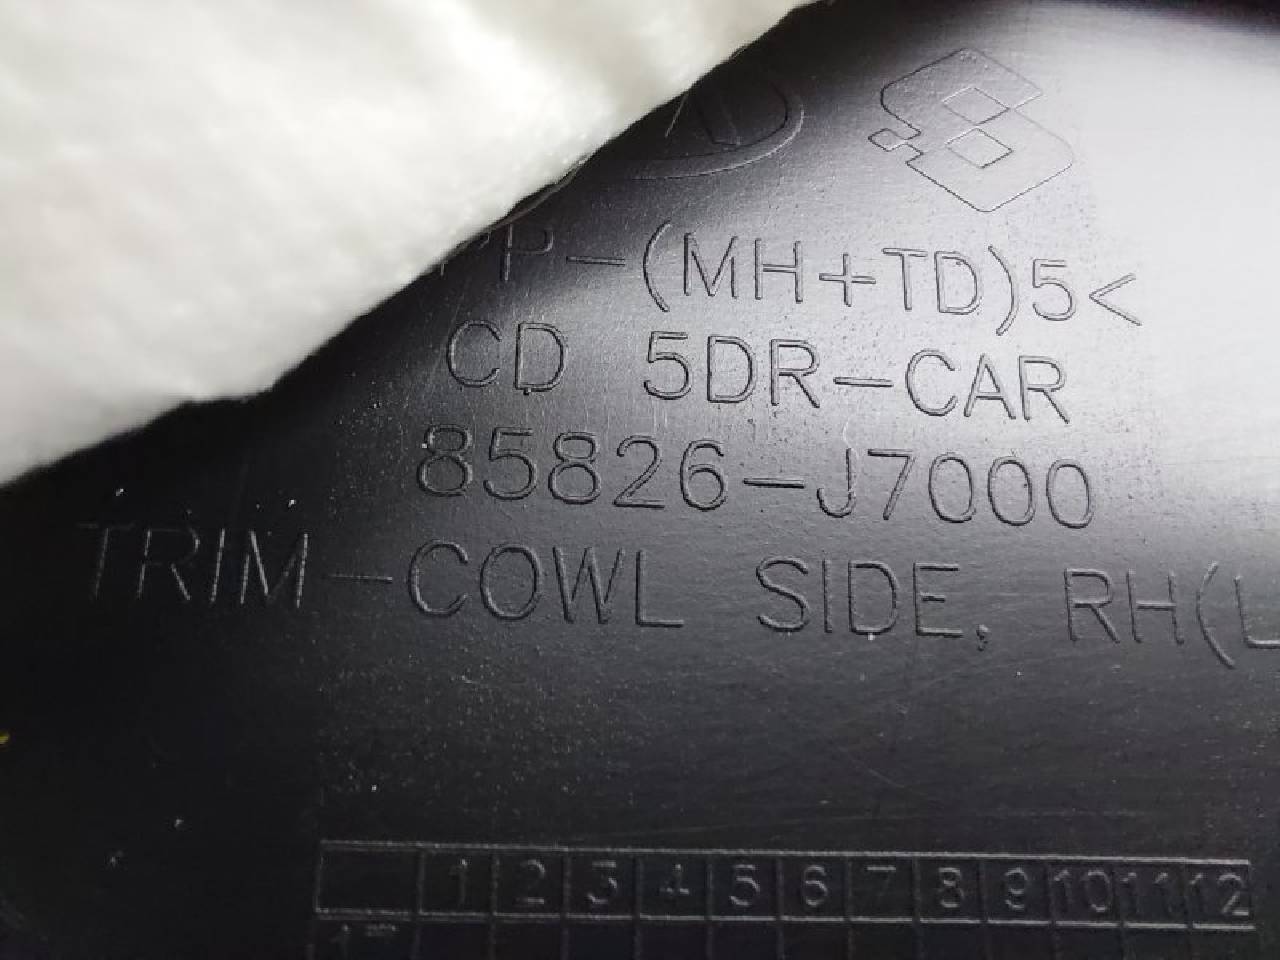 PP-(MH+TD)5<
CD 5DR-CAR
85826-J7000
TRIM-COWL SIDE, RH(L
1 2 3 4 5 6 7 8 9 10 11 12